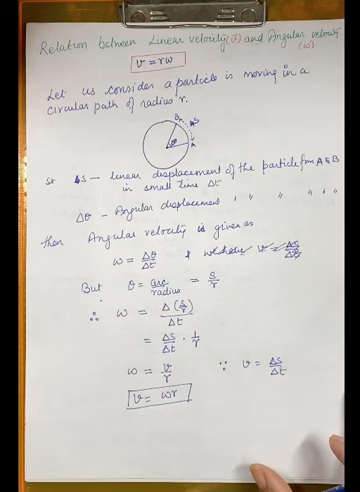 Relation between Linear velocity (v⃗) and Angular velocity (ω)
v = rω
Let us consider a particle is moving in a
circular path of radius 'r.
B ΔS
Δθ
r A
ΔS — linear displacement of the particle from A to B
in small time Δt
Δθ - Angular displacement " " " " "
then Angular velocity is given as
ω = Δθ/Δt & v = ΔS/Δt
But θ = arc/radius = S/r
∴ ω = Δ(S/r)/Δt
= ΔS/Δt · 1/r
ω = v/r ∵ v = ΔS/Δt
v = ωr